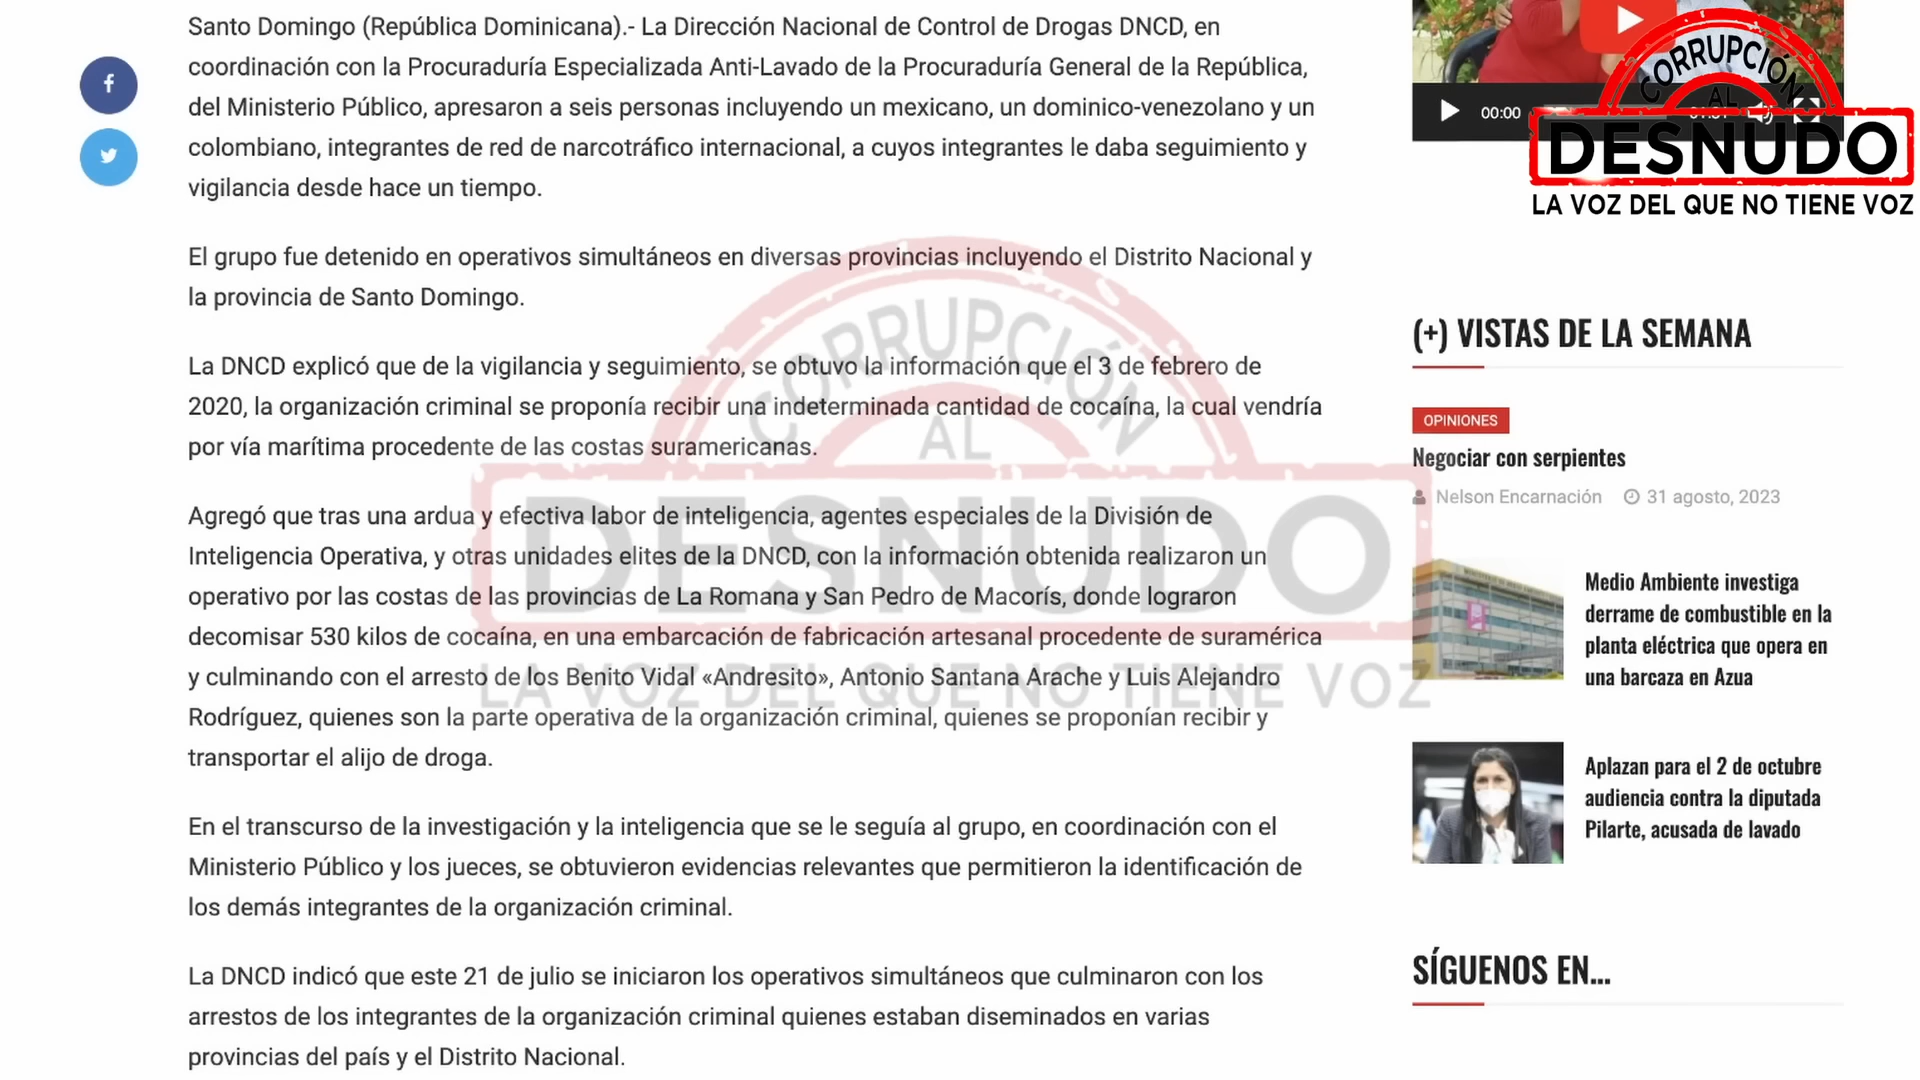 Santo Domingo (República Dominicana).- La Dirección Nacional de Control de Drogas DNCD, en
coordinación con la Procuraduría Especializada Anti-Lavado de la Procuraduría General de la República,
del Ministerio Público, apresaron a seis personas incluyendo un mexicano, un dominico-venezolano y un
colombiano, integrantes de red de narcotráfico internacional, a cuyos integrantes le daba seguimiento y
vigilancia desde hace un tiempo.
El grupo fue detenido en operativos simultáneos en diversas provincias incluyendo el Distrito Nacional y
la provincia de Santo Domingo.
La DNCD explicó que de la vigilancia y seguimiento, se obtuvo la información que el 3 de febrero de
2020, la organización criminal se proponía recibir una indeterminada cantidad de cocaína, la cual vendría
por vía marítima procedente de las costas suramericanas.
Agregó que tras una ardua y efectiva labor de inteligencia, agentes especiales de la División de
Inteligencia Operativa, y otras unidades elites de la DNCD, con la información obtenida realizaron un
operativo por las costas de las provincias de La Romana y San Pedro de Macorís, donde lograron
decomisar 530 kilos de cocaína, en una embarcación de fabricación artesanal procedente de suramérica
y culminando con el arresto de los Benito Vidal «Andresito», Antonio Santana Arache y Luis Alejandro
Rodríguez, quienes son la parte operativa de la organización criminal, quienes se proponían recibir y
transportar el alijo de droga.
En el transcurso de la investigación y la inteligencia que se le seguía al grupo, en coordinación con el
Ministerio Público y los jueces, se obtuvieron evidencias relevantes que permitieron la identificación de
los demás integrantes de la organización criminal.
La DNCD indicó que este 21 de julio se iniciaron los operativos simultáneos que culminaron con los
arrestos de los integrantes de la organización criminal quienes estaban diseminados en varias
provincias del país y el Distrito Nacional.
CORRUPCIÓN
AL
DESNUDO
LA VOZ DEL QUE NO TIENE VOZ
00:00
CORRUPCIÓN
AL
DESNUDO
LA VOZ DEL QUE NO TIENE VOZ
(+) VISTAS DE LA SEMANA
OPINIONES
Negociar con serpientes
Nelson Encarnación 31 agosto, 2023
Medio Ambiente investiga
derrame de combustible en la
planta eléctrica que opera en
una barcaza en Azua
Aplazan para el 2 de octubre
audiencia contra la diputada
Pilarte, acusada de lavado
SÍGUENOS EN...